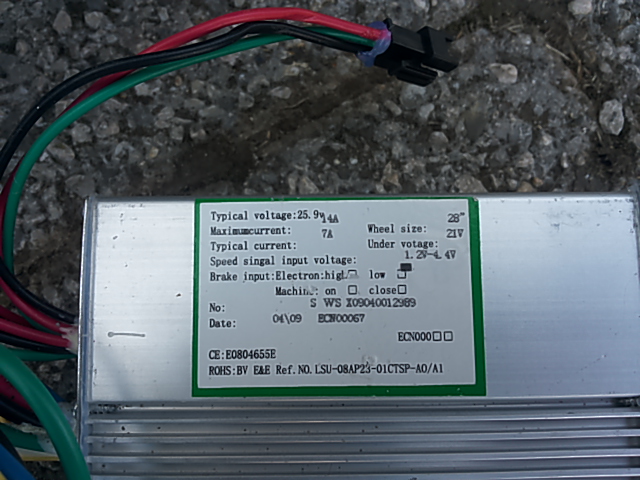 Typical voltage:25.9v
Maximumcurrent: 14A Wheel size: 28"
Typical current: 7A Under votage: 21V
Speed singal input voltage: 1.2V-4.4V
Brake input:Electron:high low
Machine: on close
No: S WS X09040012989
Date: 04\09 ECN00067
ECN000
CE:E0804655E
ROHS:BV E&E Ref.NO.LSU-08AP23-01CTSP-A0/A1